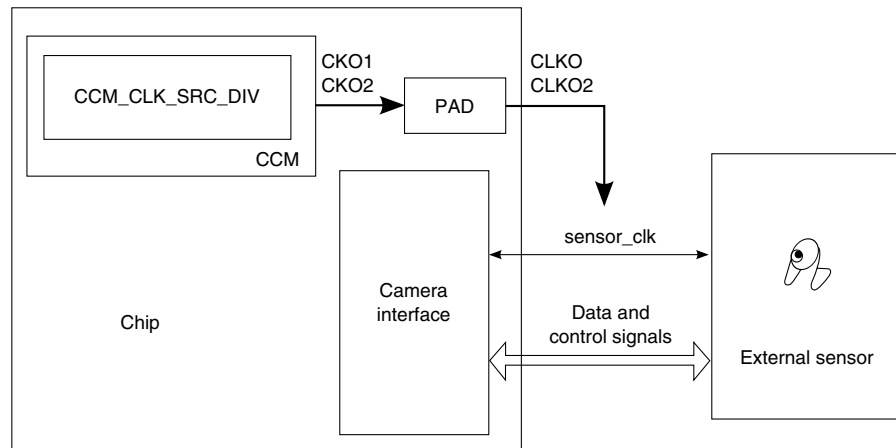 CKO1
CKO2
CLKO
CLKO2
CCM_CLK_SRC_DIV
PAD
CCM
sensor_clk
Camera
interface
Chip
Data and
control signals
External sensor